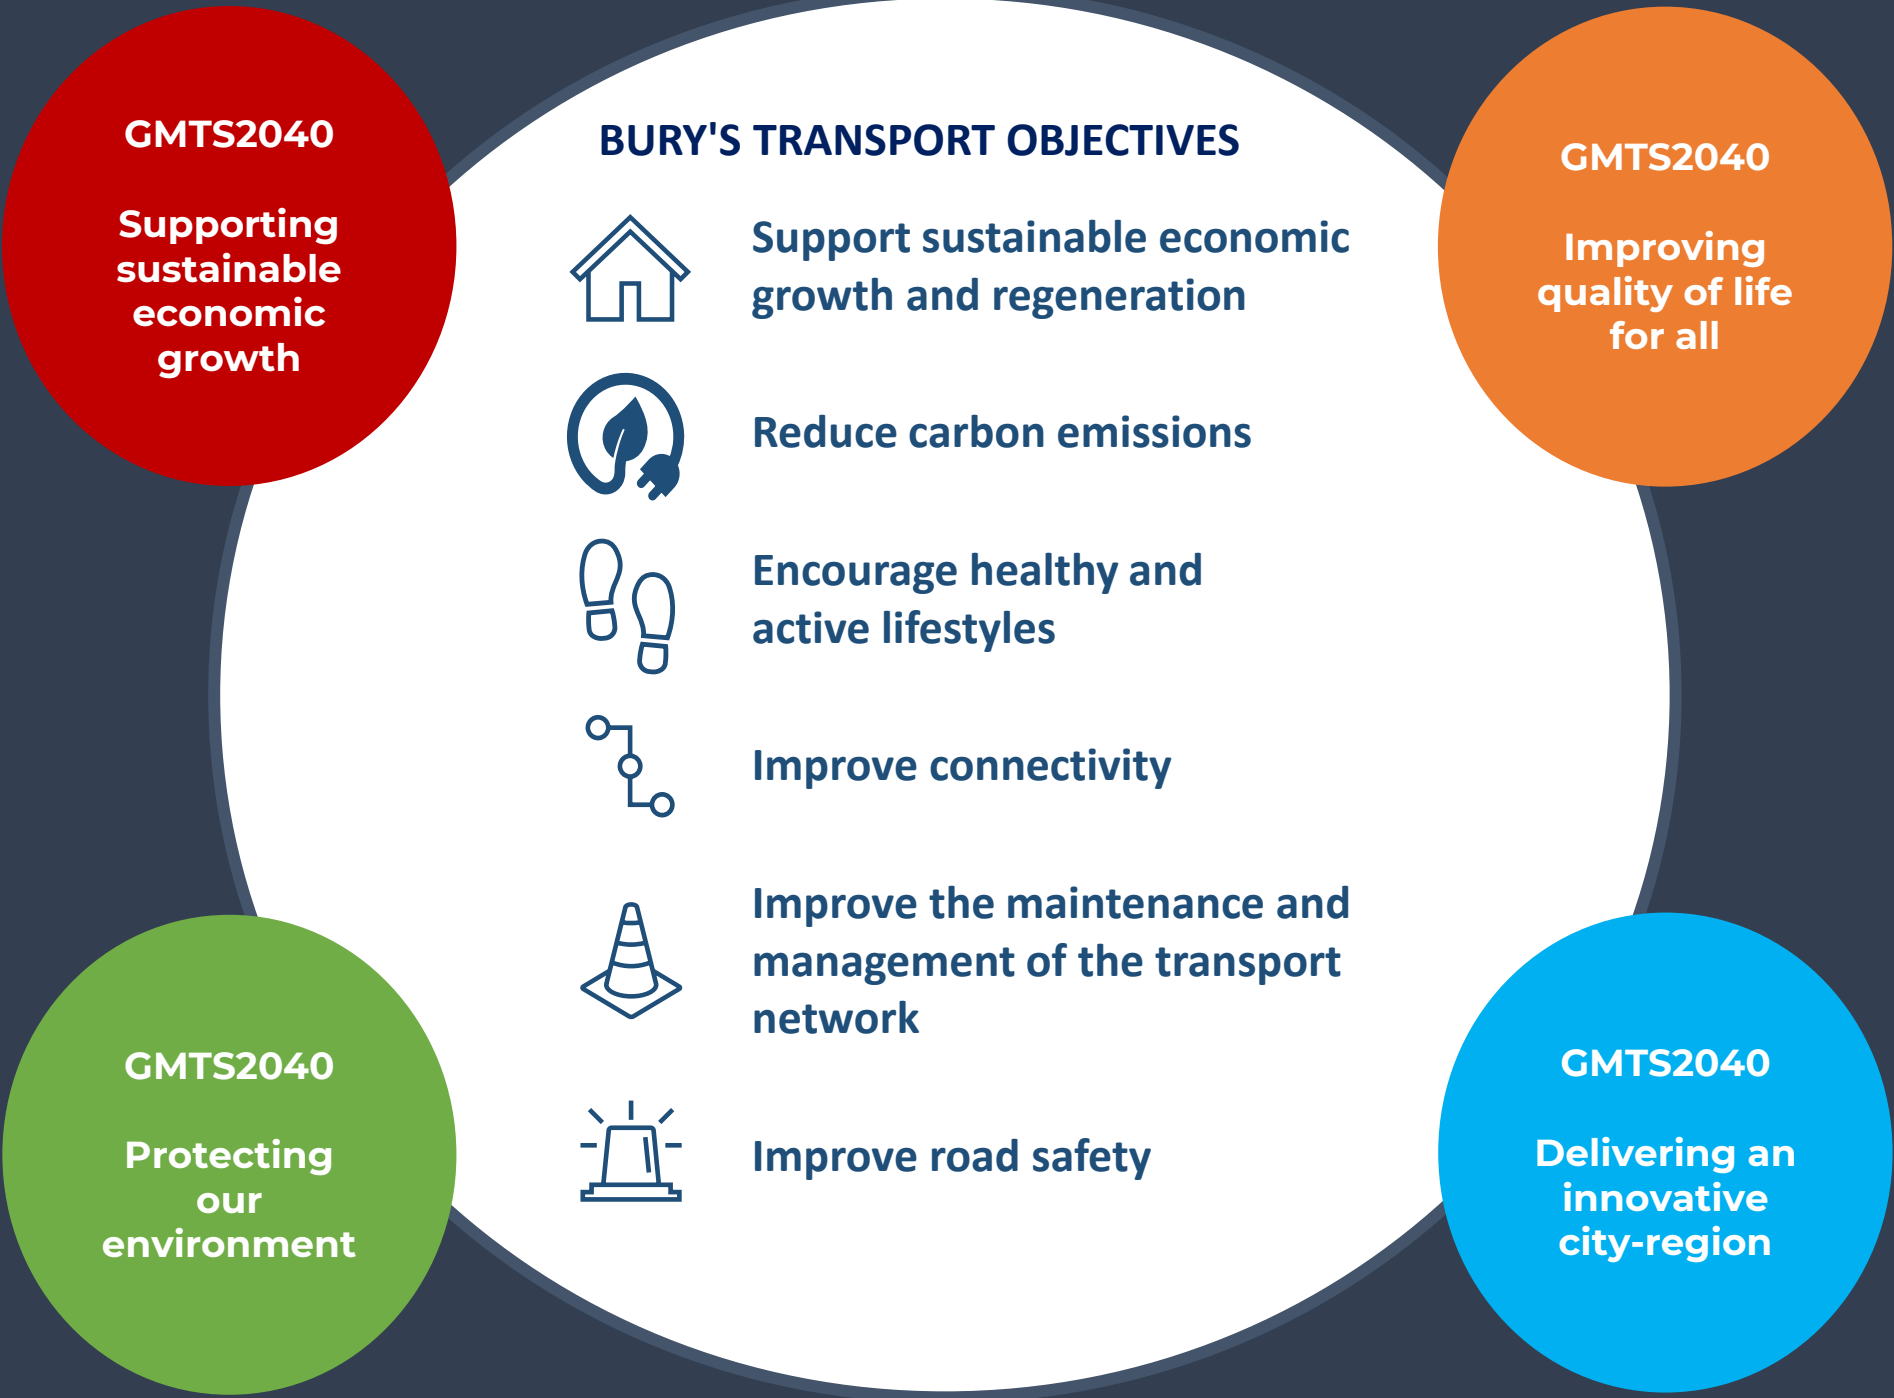 GMTS2040
Supporting
sustainable
economic
growth
BURY'S TRANSPORT OBJECTIVES
Support sustainable economic
growth and regeneration
Reduce carbon emissions
Encourage healthy and
active lifestyles
Improve connectivity
Improve the maintenance and
management of the transport
network
Improve road safety
GMTS2040
Improving
quality of life
for all
GMTS2040
Protecting
our
environment
GMTS2040
Delivering an
innovative
city-region